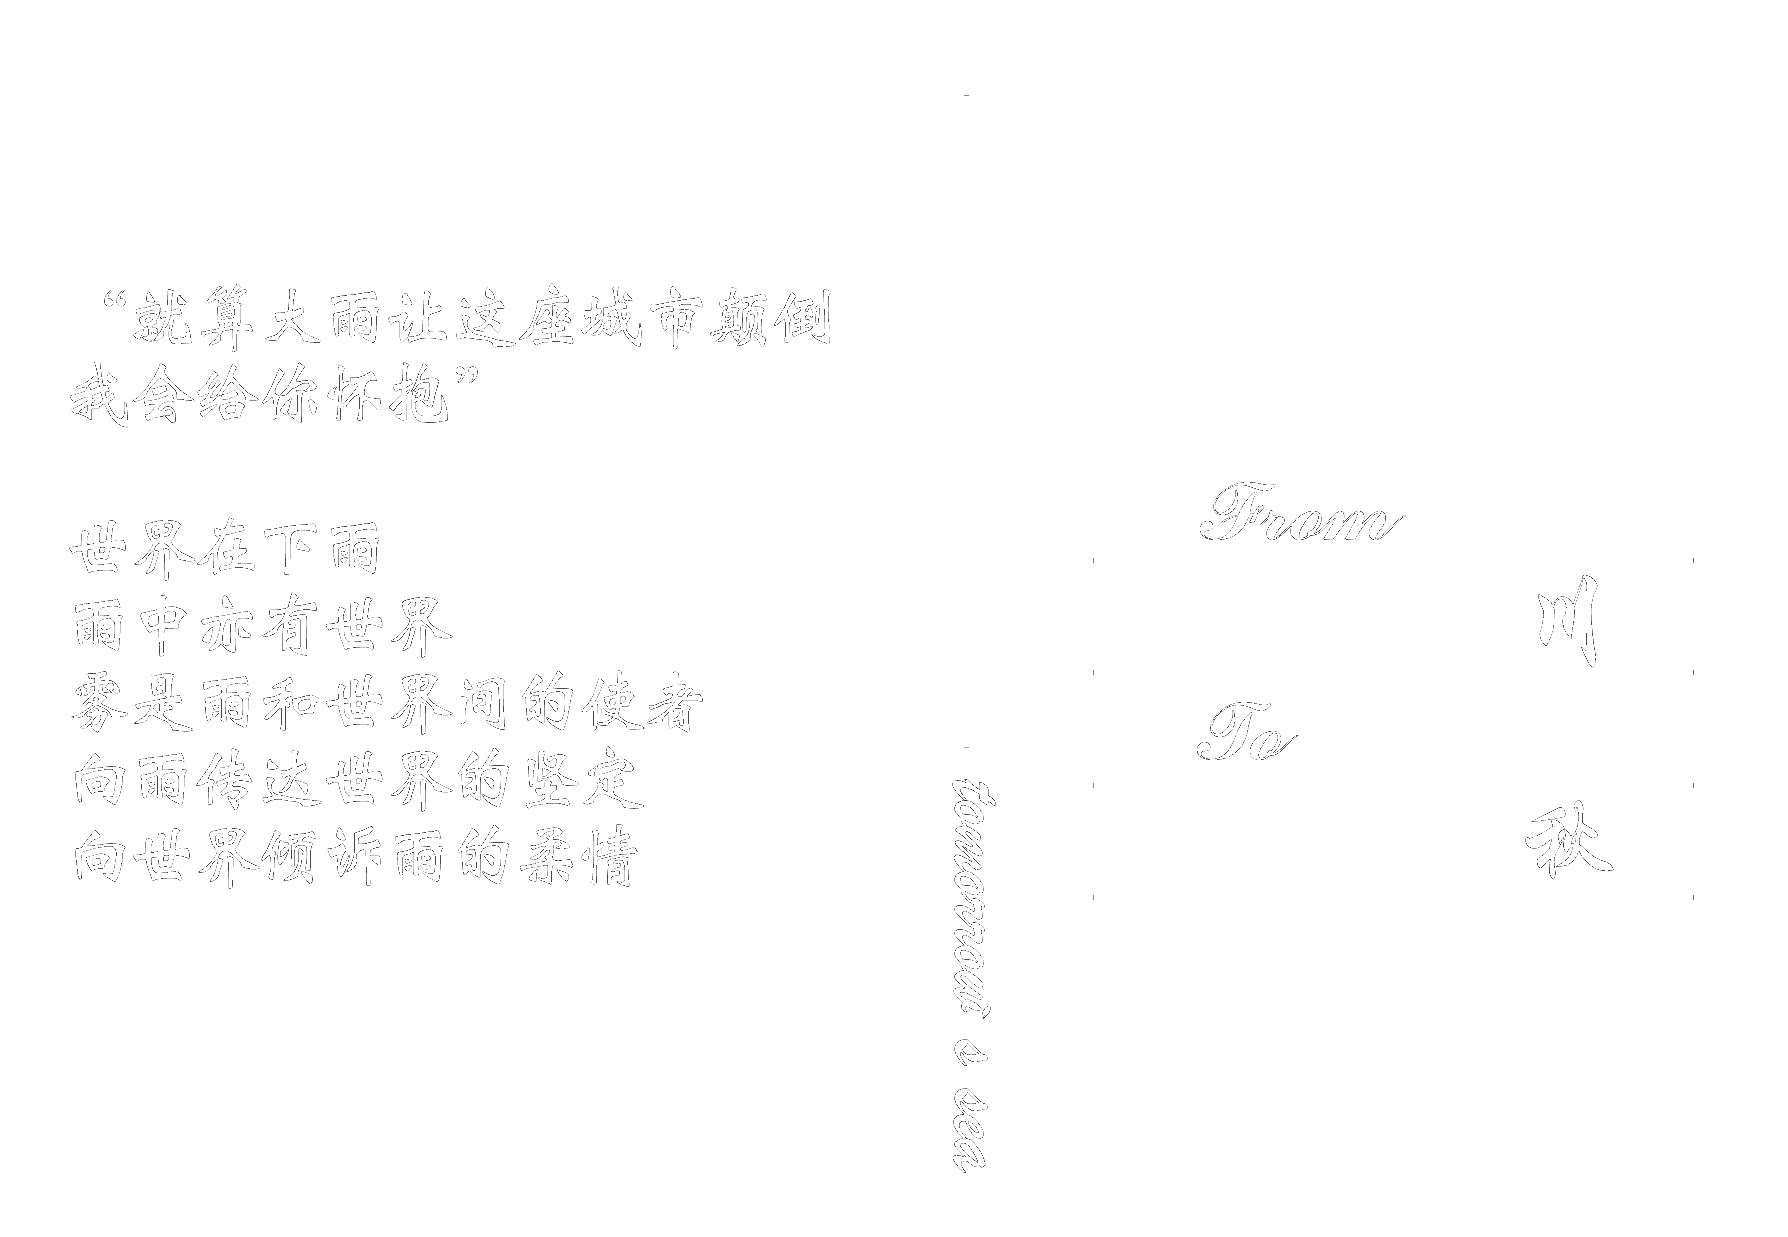 “就算大雨让这座城市颠倒
我会给你怀抱”
世界在下雨
雨中亦有世界
雾是雨和世界间的使者
向雨传达世界的坚定
向世界倾诉雨的柔情
tomorrow' s sea
From
川
To
秋